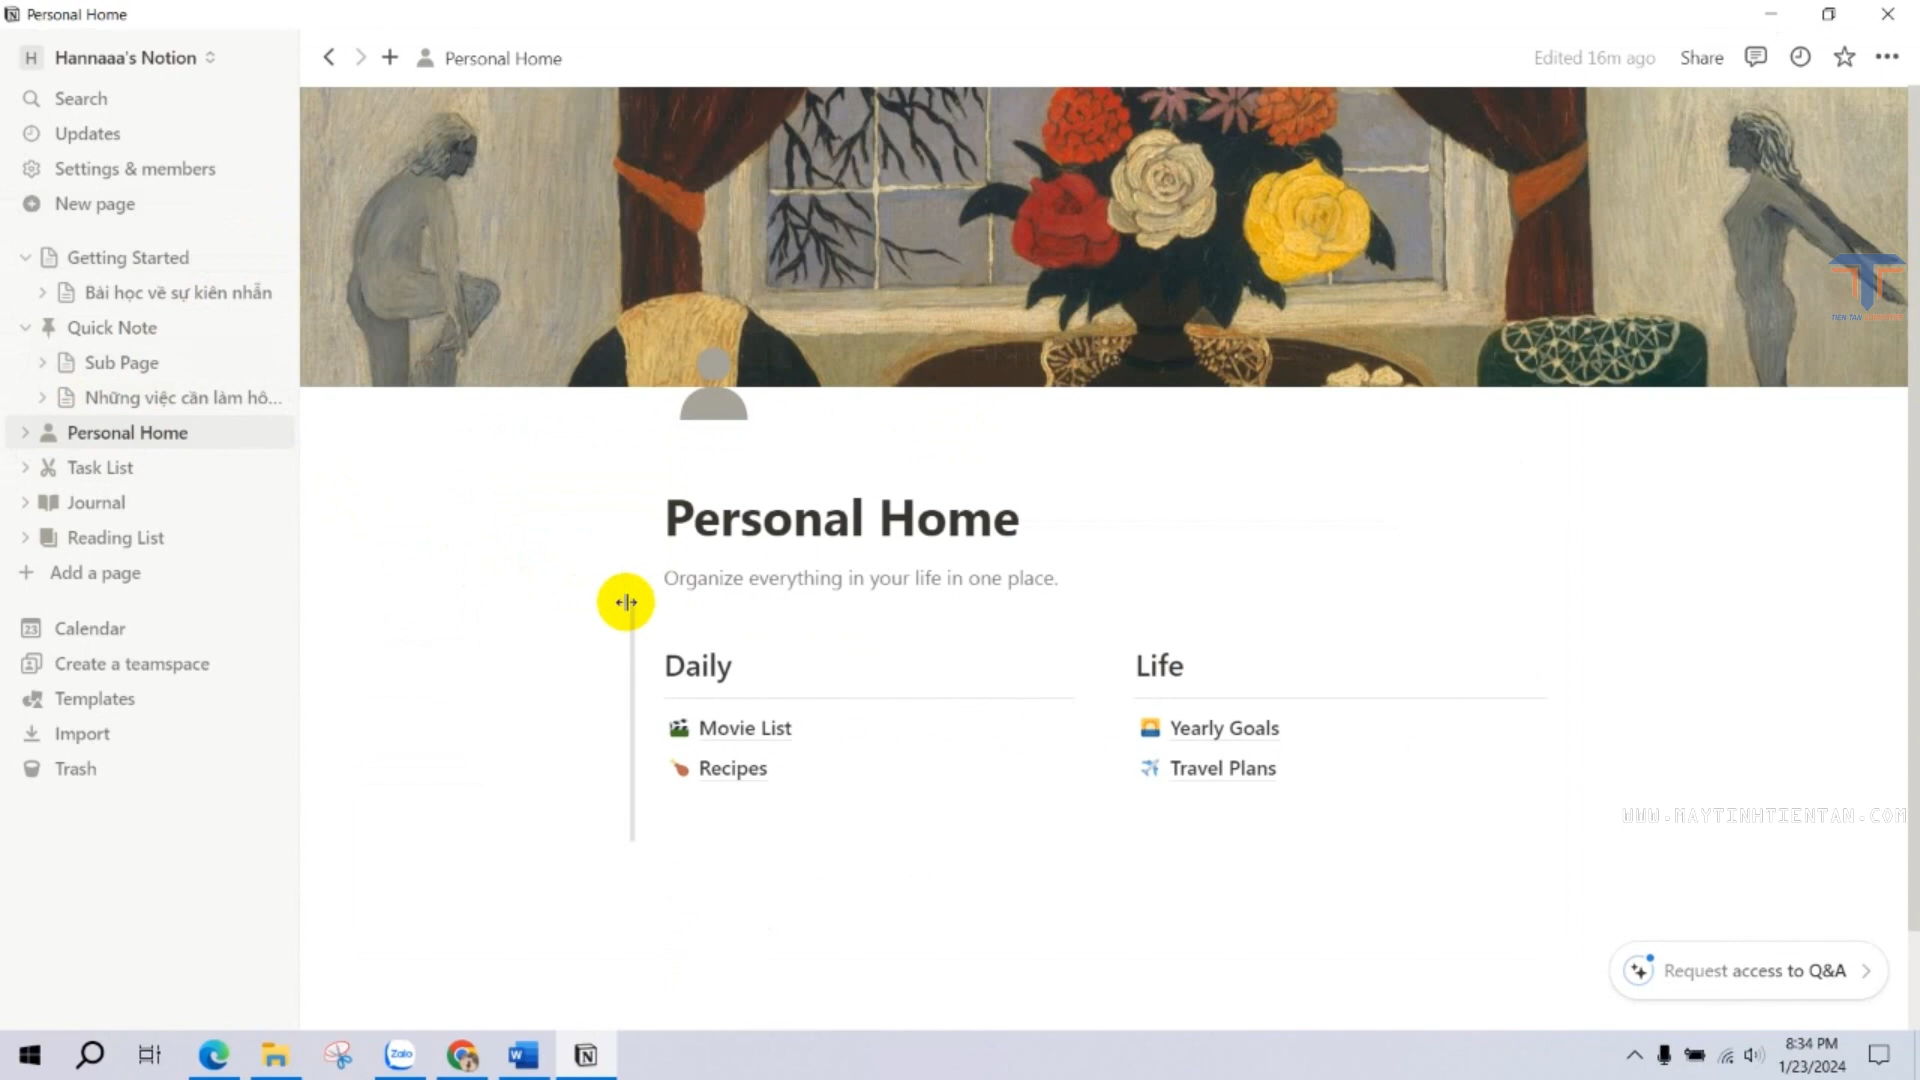 Personal Home
H Hannaaa's Notion
Personal Home
Edited 16m ago
Share
Search
Updates
Settings & members
New page
Getting Started
Bài học về sự kiên nhẫn
Quick Note
Sub Page
Những việc cần làm hô...
Personal Home
Task List
Journal
Reading List
Add a page
23 Calendar
Create a teamspace
Templates
Import
Trash
TIEN TAN
Personal Home
Organize everything in your life in one place.
Daily
Movie List
Recipes
Life
Yearly Goals
Travel Plans
WWW.MAYTINHTIENTAN.COM
Request access to Q&A
Zalo
8:34 PM
1/23/2024